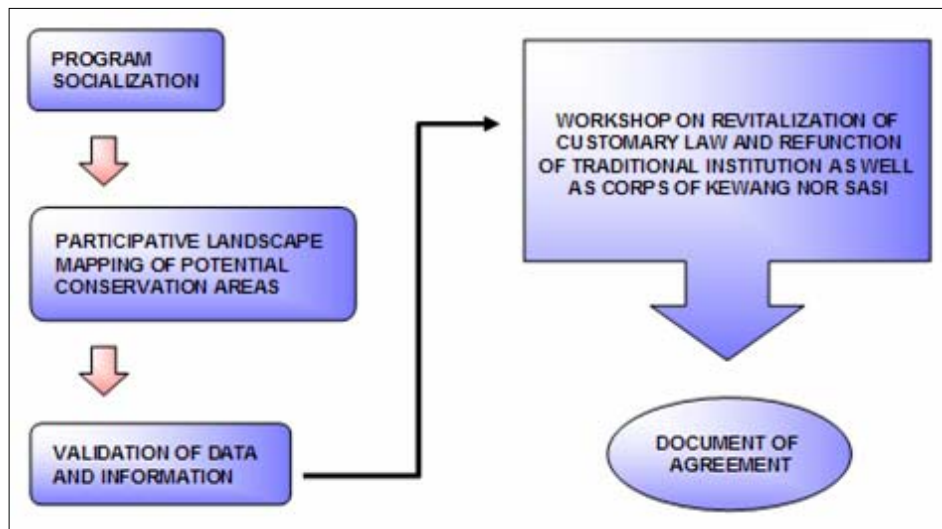 PROGRAM
SOCIALIZATION
PARTICIPATIVE LANDSCAPE
MAPPING OF POTENTIAL
CONSERVATION AREAS
VALIDATION OF DATA
AND INFORMATION
WORKSHOP ON REVITALIZATION OF
CUSTOMARY LAW AND REFUNCTION
OF TRADITIONAL INSTITUTION AS WELL
AS CORPS OF KEWANG NOR SASI
DOCUMENT OF
AGREEMENT